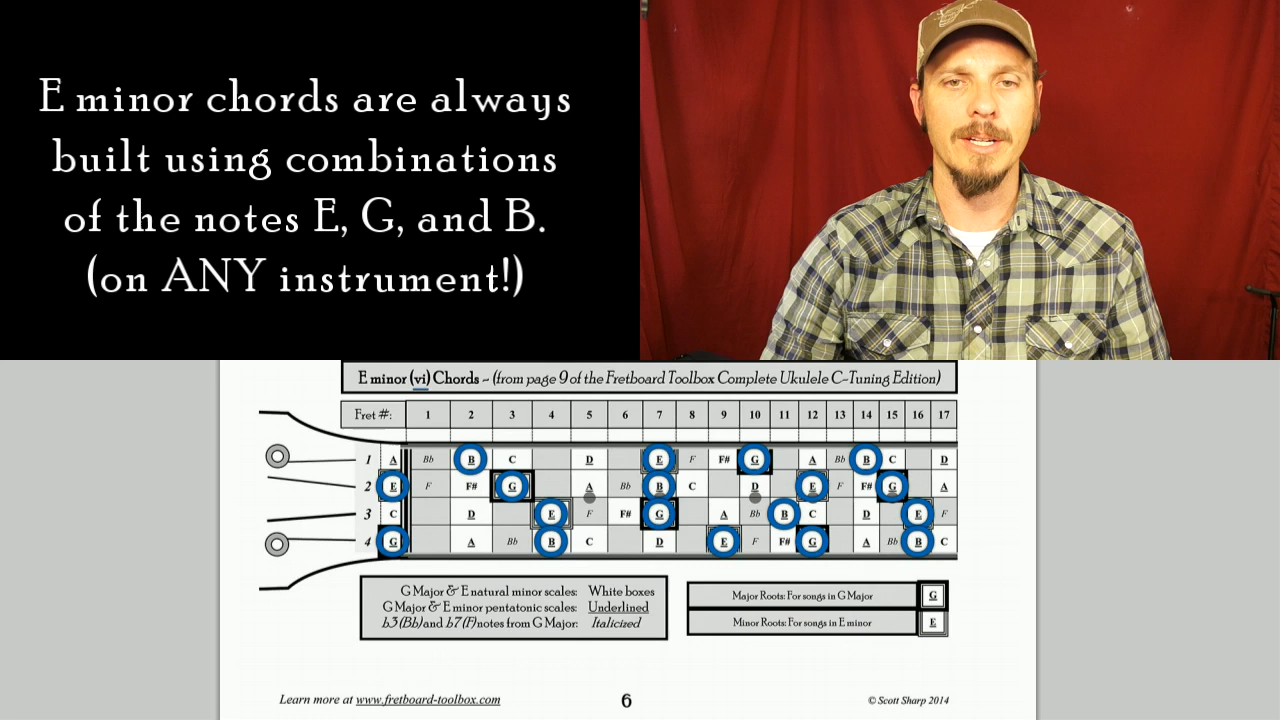 E minor chords are always
built using combinations
of the notes E, G, and B.
(on ANY instrument!)
E minor (vi) Chords ~ (from page 9 of the Fretboard Toolbox Complete Ukulele C-Tuning Edition)
Fret #: 1 2 3 4 5 6 7 8 9 10 11 12 13 14 15 16 17
1 A Bb B C D E F F# G A Bb B C D
2 E F F# G A Bb B C D E F F# G A
3 C D E F F# G A Bb B C D E F
4 G A Bb B C D E F F# G A Bb B C
G Major & E natural minor scales: White boxes
G Major & E minor pentatonic scales: Underlined
b3 (Bb) and b7 (F) notes from G Major: Italicized
Major Roots: For songs in G Major G
Minor Roots: For songs in E minor E
Learn more at www.fretboard-toolbox.com 6 © Scott Sharp 2014